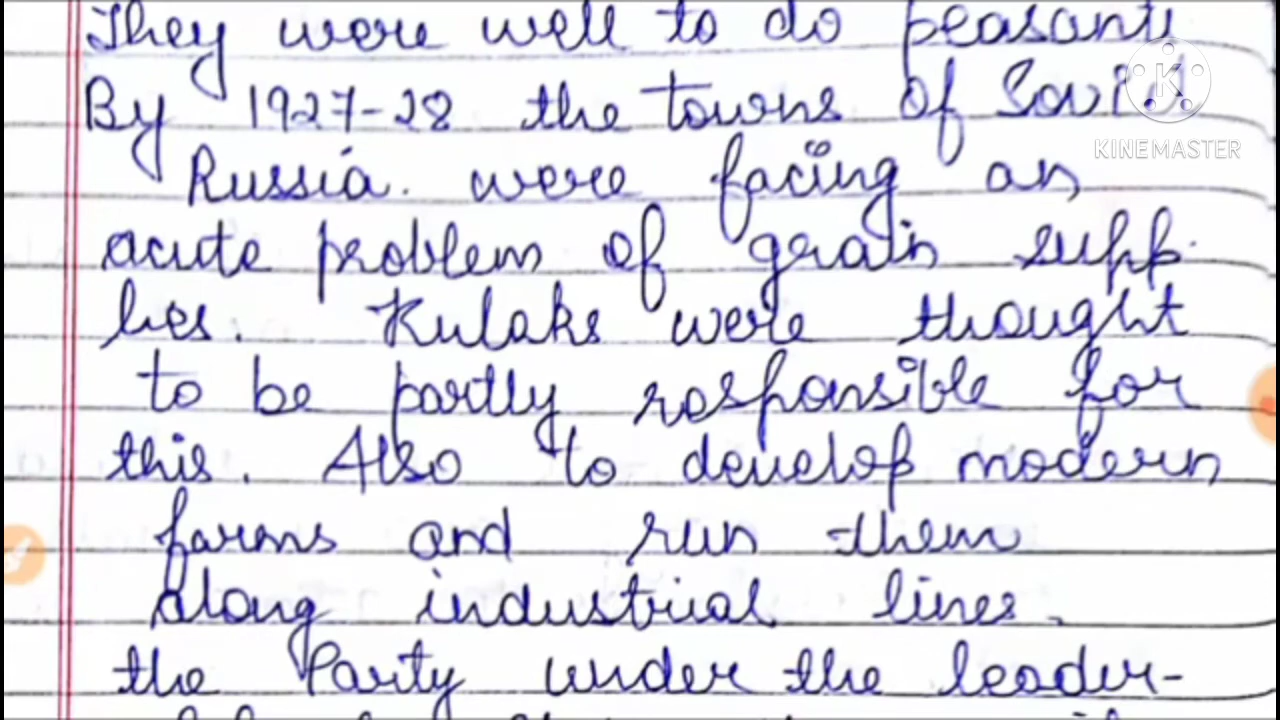 They were well to do peasants
By 1927-28 the towns of Soviet
Russia. were facing an
acute problem of grain supp-
lies. Kulaks were thought
to be partly responsible for
this. Also to develop modern
farms and run them
along industrial lines.
the Party under the leader-
KINEMASTER